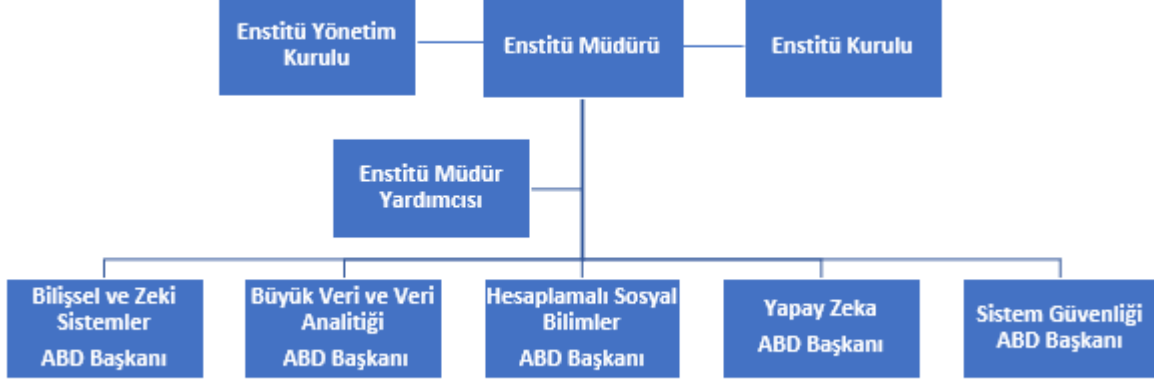 Enstitü Yönetim
Kurulu
Enstitü Müdürü
Enstitü Kurulu
Enstitü Müdür
Yardımcısı
Bilişsel ve Zeki
Sistemler
ABD Başkanı
Büyük Veri ve Veri
Analitiği
ABD Başkanı
Hesaplamalı Sosyal
Bilimler
ABD Başkanı
Yapay Zeka
ABD Başkanı
Sistem Güvenliği
ABD Başkanı